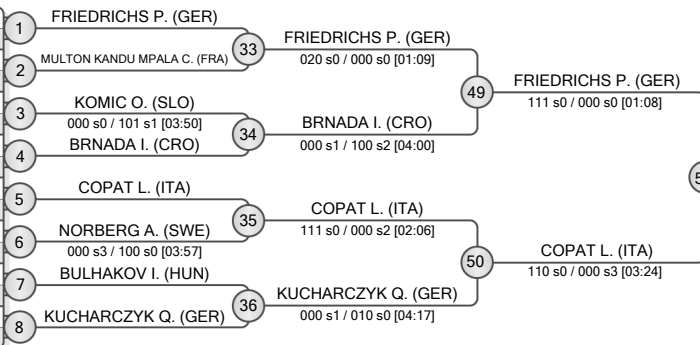 1
FRIEDRICHS P. (GER)
2
MULTON KANDU MPALA C. (FRA)
33
FRIEDRICHS P. (GER)
020 s0 / 000 s0 [01:09]
3
KOMIC O. (SLO)
000 s0 / 101 s1 [03:50]
4
BRNADA I. (CRO)
34
BRNADA I. (CRO)
000 s1 / 100 s2 [04:00]
49
FRIEDRICHS P. (GER)
111 s0 / 000 s0 [01:08]
5
COPAT L. (ITA)
6
NORBERG A. (SWE)
000 s3 / 100 s0 [03:57]
35
COPAT L. (ITA)
111 s0 / 000 s2 [02:06]
7
BULHAKOV I. (HUN)
8
KUCHARCZYK Q. (GER)
36
KUCHARCZYK Q. (GER)
000 s1 / 010 s0 [04:17]
50
COPAT L. (ITA)
110 s0 / 000 s3 [03:24]